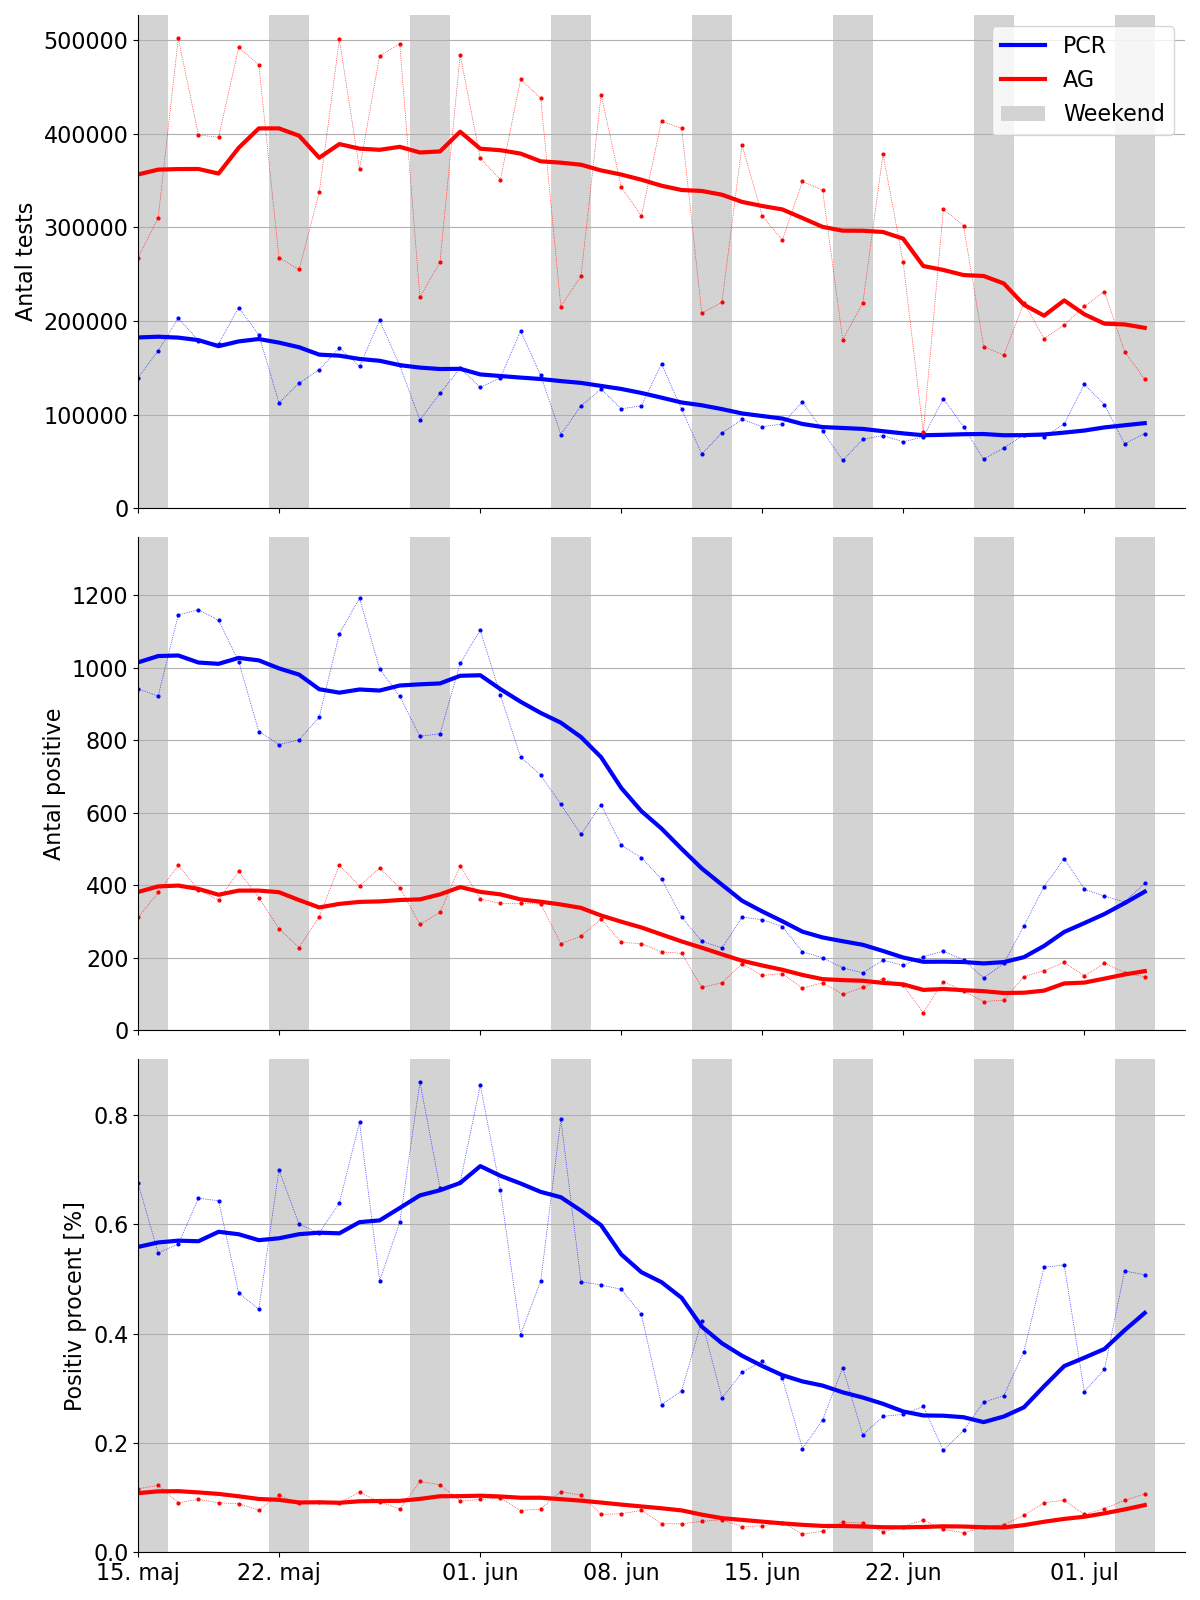 500000
400000
300000
200000
100000
0
Antal tests
PCR
AG
Weekend
1200
1000
800
600
400
200
0
Antal positive
0.8
0.6
0.4
0.2
0.0
Positiv procent [%]
15. maj
22. maj
01. jun
08. jun
15. jun
22. jun
01. jul